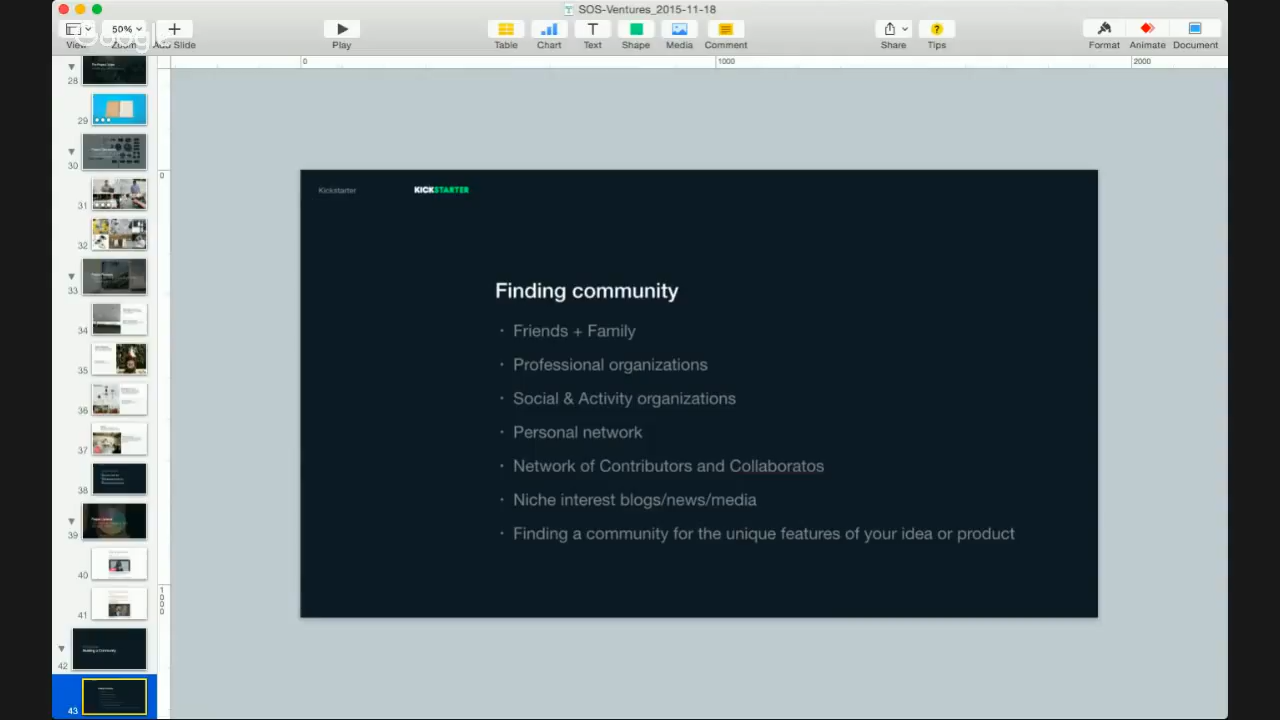 SOS-Ventures_2015-11-18
50%
View Zoom Add Slide Play Table Chart Text Shape Media Comment Share Tips Format Animate Document
0 1000 2000
28
29
30
31
32
33
34
35
36
37
38
39
40
41
42
43
0
1000
Kickstarter KICKSTARTER
Finding community
· Friends + Family
· Professional organizations
· Social & Activity organizations
· Personal network
· Network of Contributors and Collaboratos
· Niche interest blogs/news/media
· Finding a community for the unique features of your idea or product